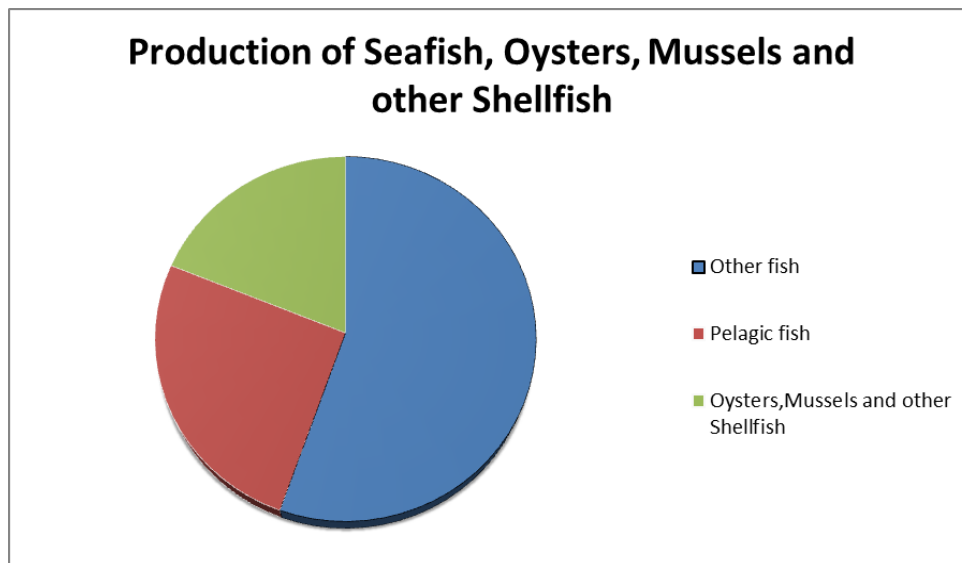 Production of Seafish, Oysters, Mussels and
other Shellfish
Other fish
Pelagic fish
Oysters,Mussels and other
Shellfish